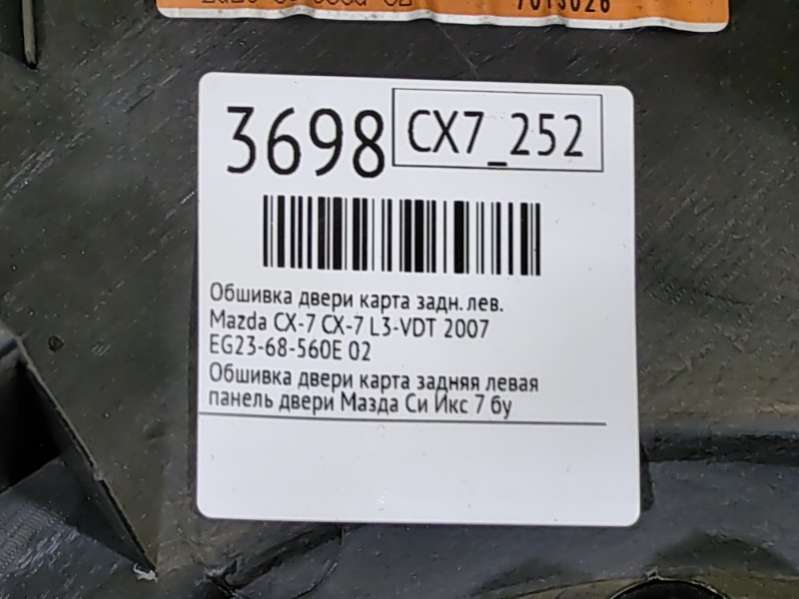 7013026
3698 CX7_252
Обшивка двери карта задн. лев.
Mazda CX-7 CX-7 L3-VDT 2007
EG23-68-560E 02
Обшивка двери карта задняя левая
панель двери Мазда Си Икс 7 бу